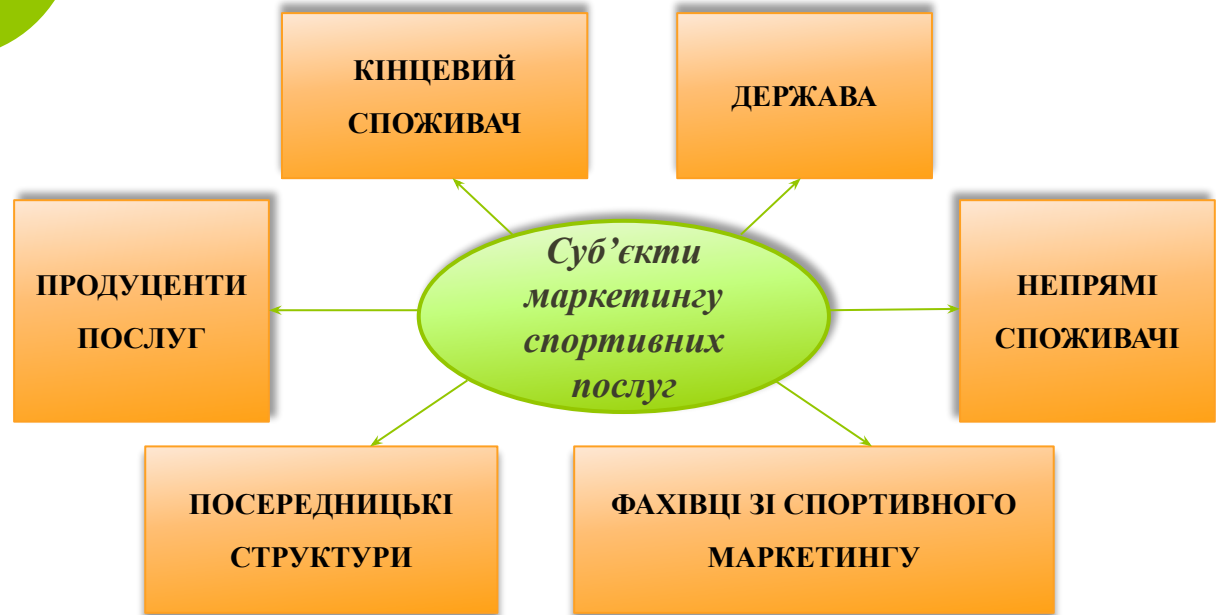 КІНЦЕВИЙ
СПОЖИВАЧ
ДЕРЖАВА
ПРОДУЦЕНТИ
ПОСЛУГ
Суб’єкти
маркетингу
спортивних
послуг
НЕПРЯМІ
СПОЖИВАЧІ
ПОСЕРЕДНИЦЬКІ
СТРУКТУРИ
ФАХІВЦІ ЗІ СПОРТИВНОГО
МАРКЕТИНГУ